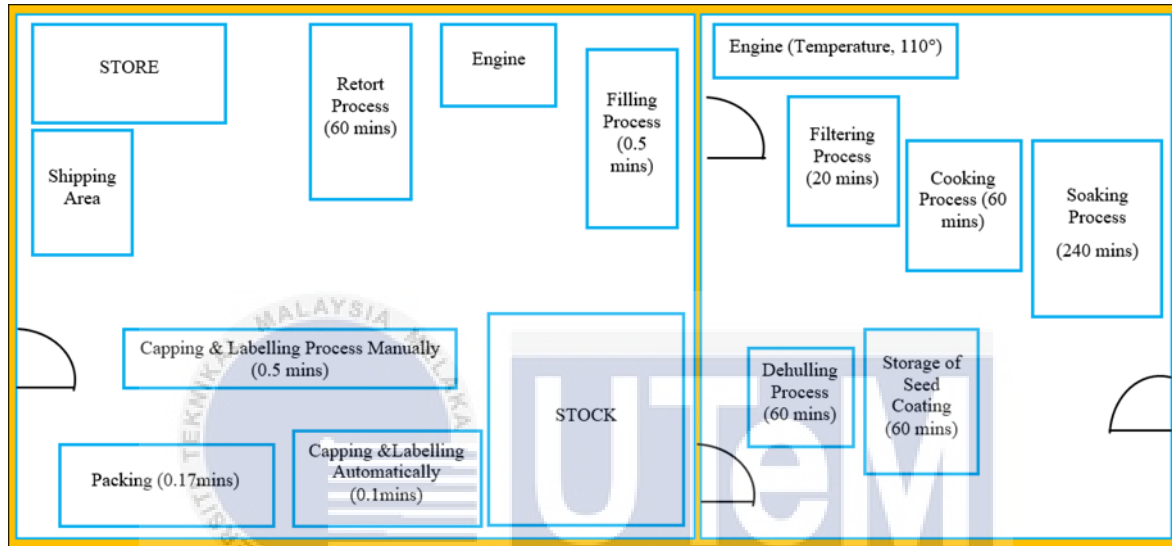 STORE
Retort
Process
(60 mins)
Engine
Filling
Process
(0.5
mins)
Shipping
Area
Capping & Labelling Process Manually
(0.5 mins)
STOCK
Packing (0.17mins)
Capping &Labelling
Automatically
(0.1mins)
Engine (Temperature, 110°)
Filtering
Process
(20 mins)
Cooking
Process (60
mins)
Soaking
Process
(240 mins)
Dehulling
Process
(60 mins)
Storage of
Seed
Coating
(60 mins)
MALAYSIA
UTeM